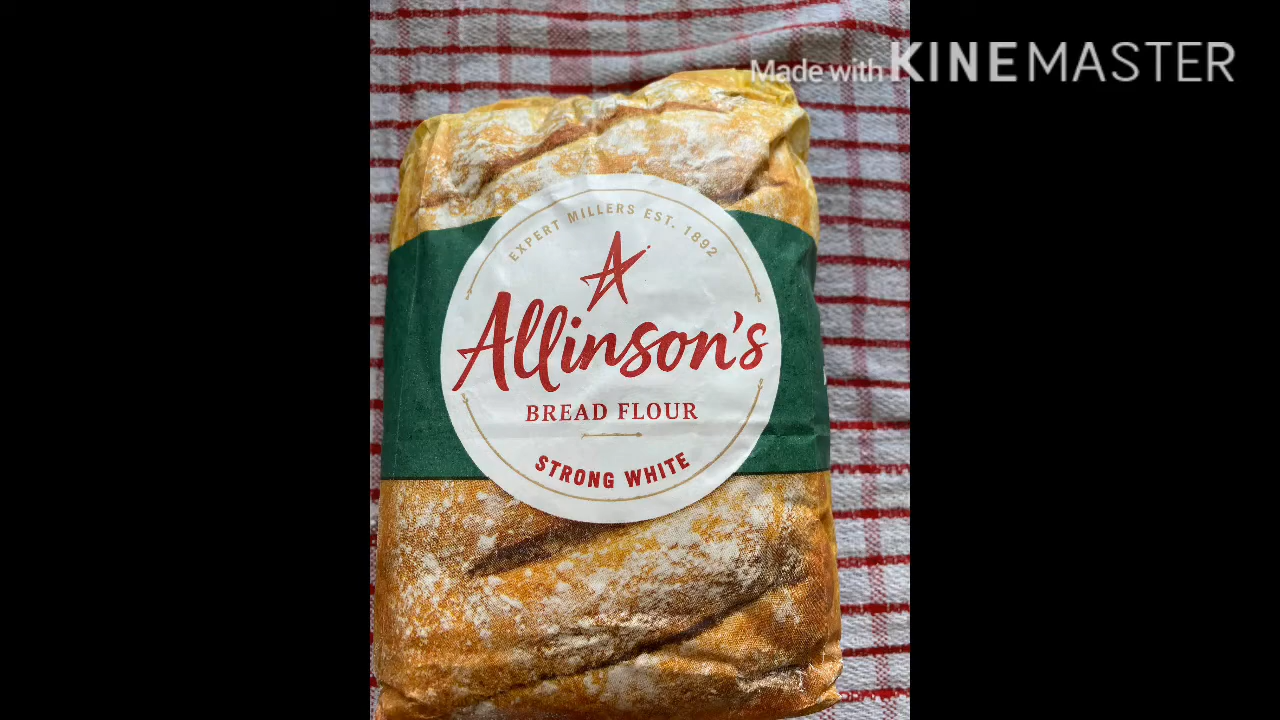 Made with KINEMASTER
EXPERT MILLERS EST. 1892
Allinson's
BREAD FLOUR
STRONG WHITE